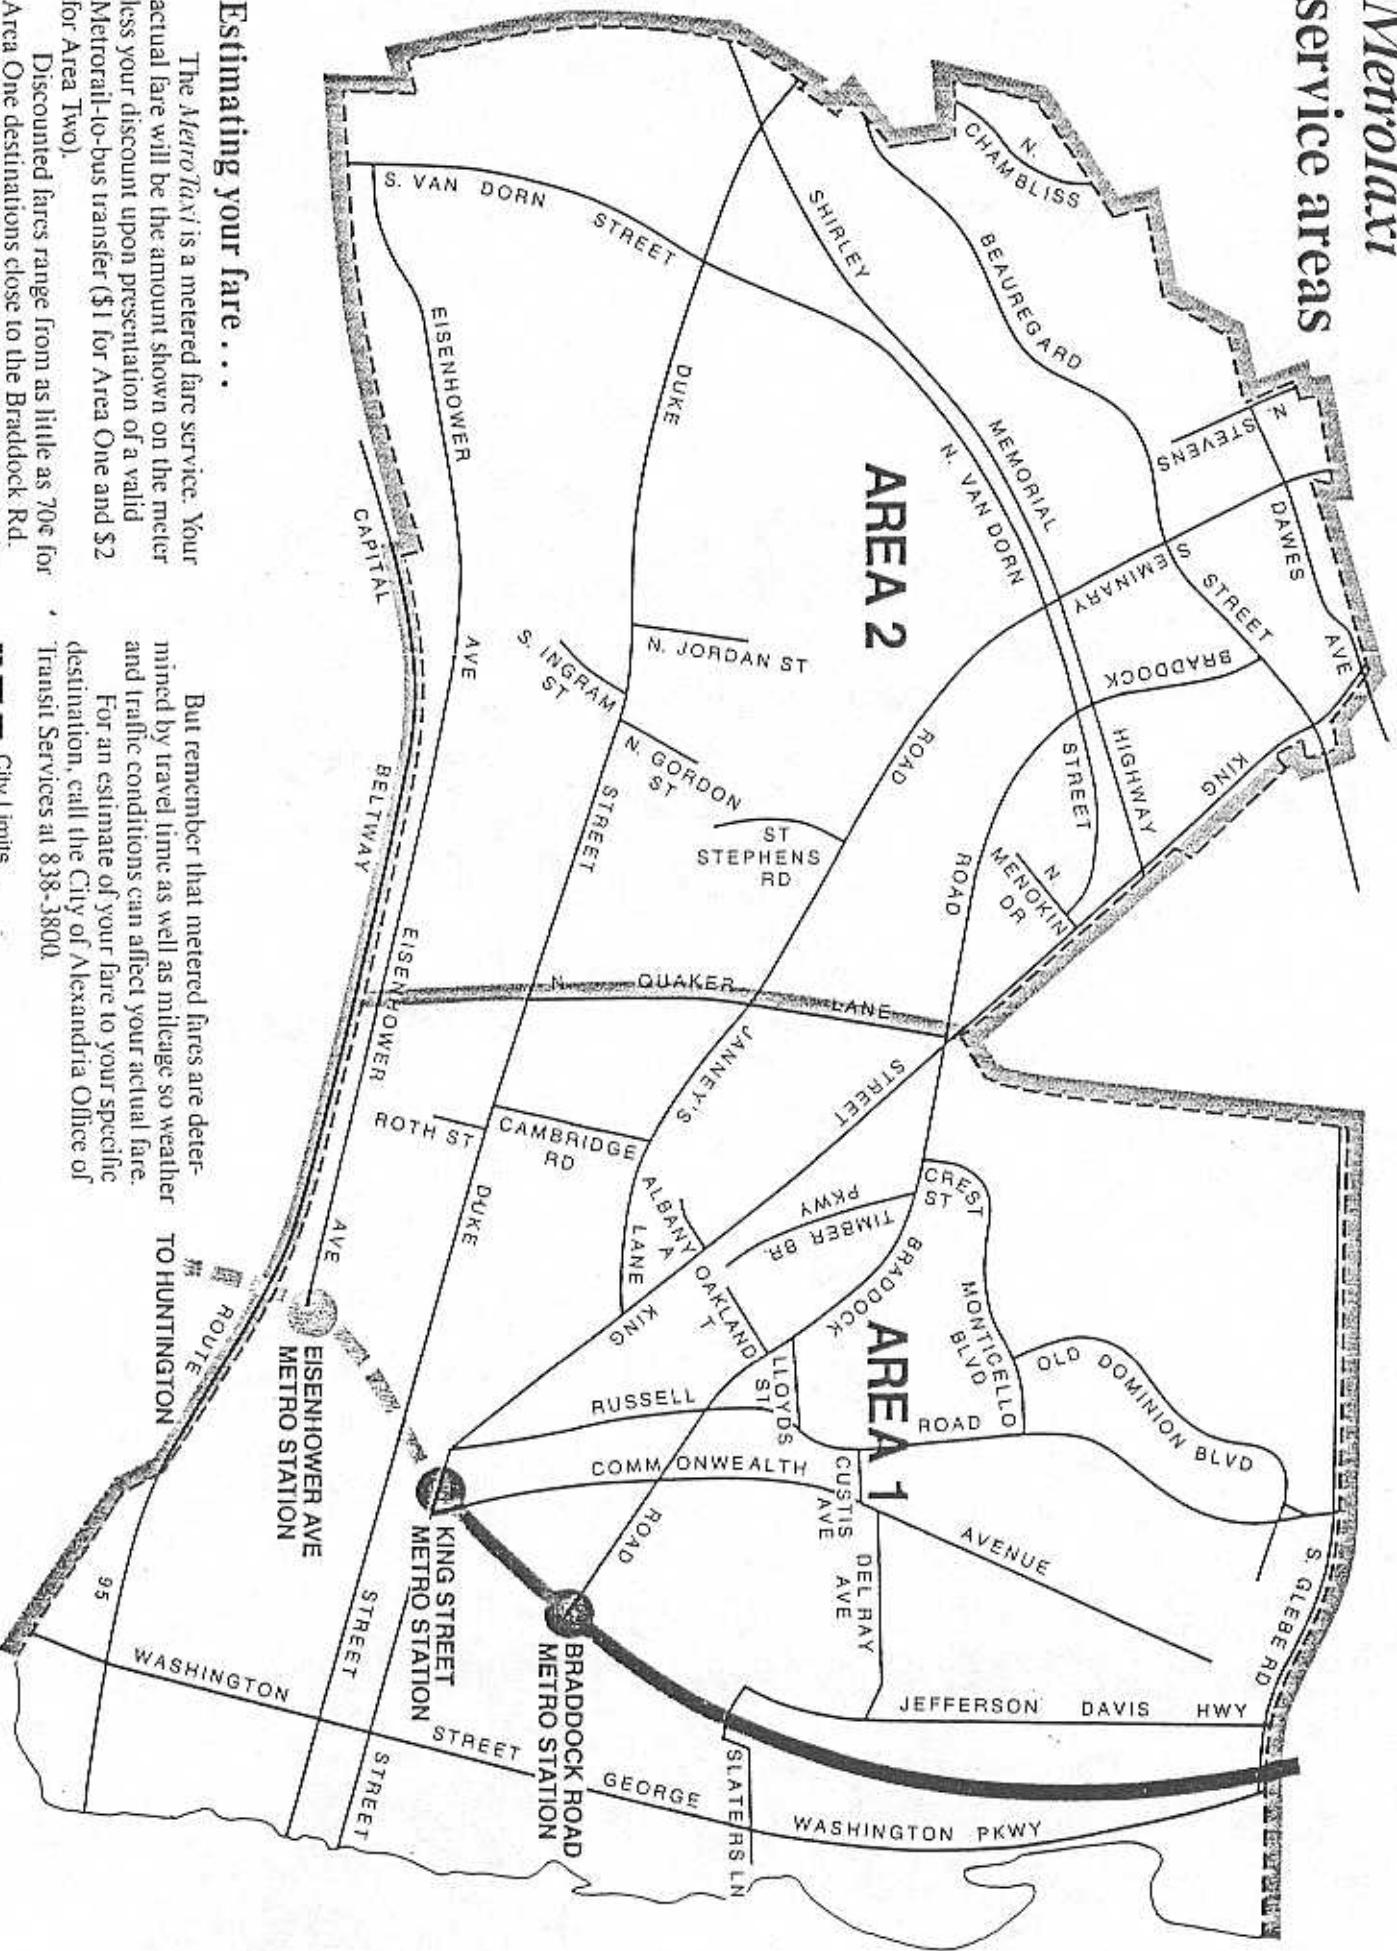 MetroTaxi
service areas
N. CHAMBLISS
BEAUREGARD
STREET
N. STEVENS
DAWES
AVE
SHIRLEY
MEMORIAL
HIGHWAY
N. VAN DORN
STREET
SEMINARY
ROAD
BRADDOCK
ROAD
KING
STREET
KING
N
MENOKIN
DR
AREA 2
S. VAN DORN
STREET
DUKE
STREET
DUKE
STREET
N. JORDAN ST
S. INGRAM
ST
N. GORDON
ST
ST
STEPHENS
RD
EISENHOWER
AVE
EISENHOWER
AVE
CAPITAL
BELTWAY
N. QUAKER LANE
JANNEY'S
LANE
ROTH ST
CAMBRIDGE
RD
ALBANY
A
OAKLAND
T
TIMBER BR.
PKWY
CREST
ST
BRADDOCK
ROAD
AREA 1
MONTICELLO
BLVD
OLD DOMINION BLVD
RUSSELL
ROAD
LLOYDS
ST
COMMONWEALTH
AVENUE
CUSTIS
AVE
DEL RAY
AVE
S. GLEBE RD
JEFFERSON DAVIS HWY
SLATERS LN
GEORGE
WASHINGTON PKWY
WASHINGTON
STREET
STREET
ROUTE
95
TO HUNTINGTON
EISENHOWER AVE
METRO STATION
KING STREET
METRO STATION
BRADDOCK ROAD
METRO STATION
Estimating your fare . . .
The MetroTaxi is a metered fare service. Your
actual fare will be the amount shown on the meter
less your discount upon presentation of a valid
Metrorail-to-bus transfer ($1 for Area One and $2
for Area Two).
Discounted fares range from as little as 70¢ for
Area One destinations close to the Braddock Rd.
But remember that metered fares are deter-
mined by travel time as well as mileage so weather
and traffic conditions can affect your actual fare.
For an estimate of your fare to your specific
destination, call the City of Alexandria Office of
Transit Services at 838-3800.
City Limits